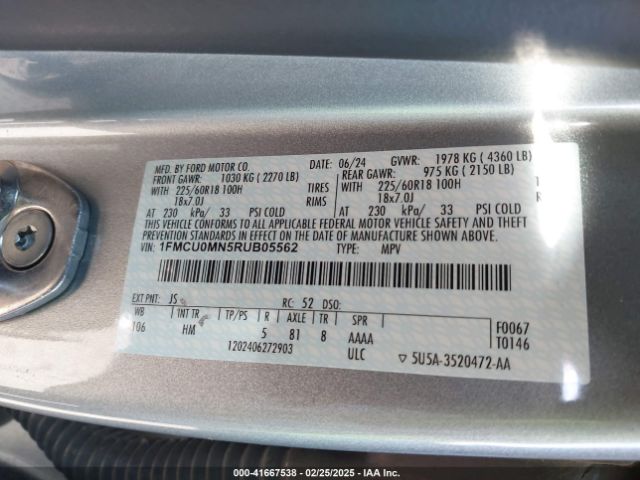 MFD. BY FORD MOTOR CO. DATE: 06/24 GVWR: 1978 KG ( 4360 LB)
FRONT GAWR: 1030 KG ( 2270 LB) REAR GAWR: 975 KG ( 2150 LB)
WITH 225/60R18 100H TIRES WITH 225/60R18 100H
18x7.0J RIMS 18x7.0J
AT 230 kPa/ 33 PSI COLD AT 230 kPa/ 33 PSI COLD
THIS VEHICLE CONFORMS TO ALL APPLICABLE FEDERAL MOTOR VEHICLE SAFETY AND THEFT
PREVENTION STANDARDS IN EFFECT ON THE DATE OF MANUFACTURE SHOWN ABOVE.
VIN: 1FMCU0MN5RUB05562 TYPE: MPV
EXT PNT: JS RC: 52 DSO:
WB INT TR TP/PS R AXLE TR SPR F0067
106 HM 5 81 8 AAAA T0146
1202406272903 ULC ▽ 5U5A-3520472-AA
000-41667538 - 02/25/2025 - IAA Inc.